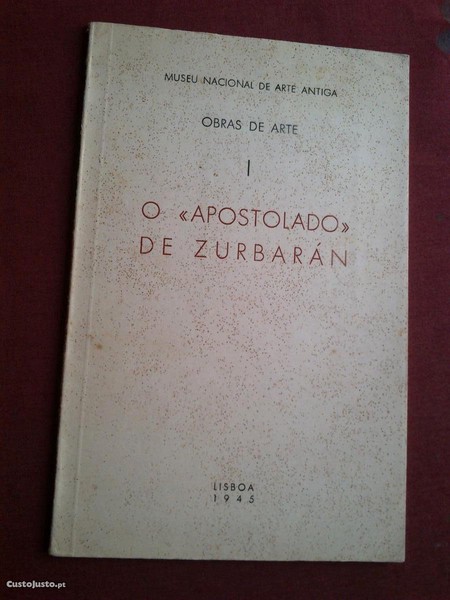 MUSEU NACIONAL DE ARTE ANTIGA
OBRAS DE ARTE
I
O «APOSTOLADO»
DE ZURBARÁN
LISBOA
1945
CustoJusto.pt